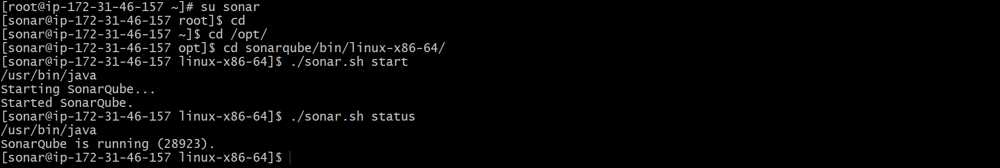 [root@ip-172-31-46-157 ~]# su sonar
[sonar@ip-172-31-46-157 root]$ cd
[sonar@ip-172-31-46-157 ~]$ cd /opt/
[sonar@ip-172-31-46-157 opt]$ cd sonarqube/bin/linux-x86-64/
[sonar@ip-172-31-46-157 linux-x86-64]$ ./sonar.sh start
/usr/bin/java
Starting SonarQube...
Started SonarQube.
[sonar@ip-172-31-46-157 linux-x86-64]$ ./sonar.sh status
/usr/bin/java
SonarQube is running (28923).
[sonar@ip-172-31-46-157 linux-x86-64]$